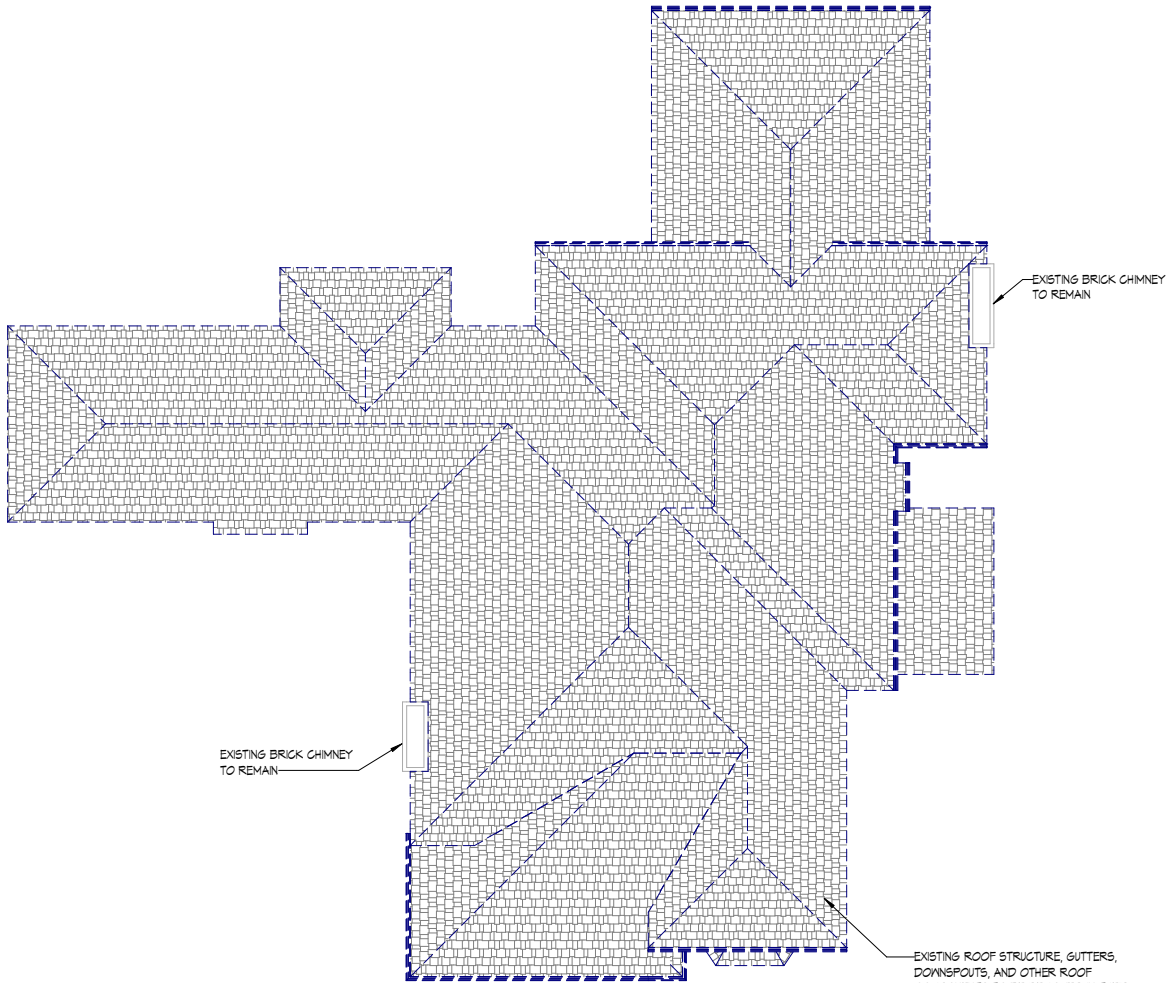 EXISTING BRICK CHIMNEY
TO REMAIN
EXISTING BRICK CHIMNEY
TO REMAIN
EXISTING ROOF STRUCTURE, GUTTERS,
DOWNSPOUTS, AND OTHER ROOF